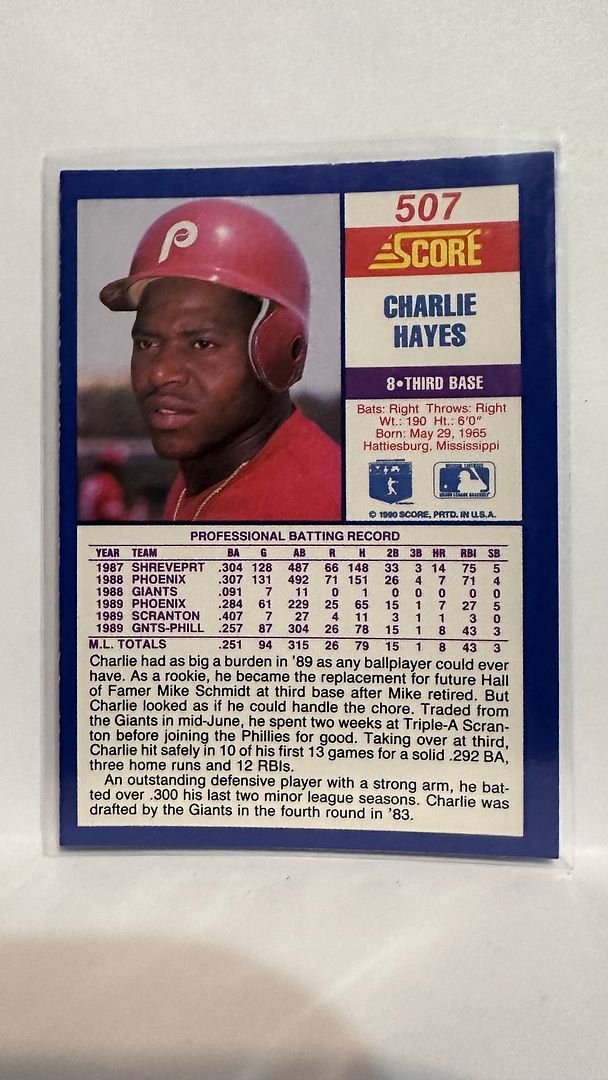 P
507
SCORE
CHARLIE
HAYES
8•THIRD BASE
Bats: Right Throws: Right
Wt.: 190 Ht.: 6'0"
Born: May 29, 1965
Hattiesburg, Mississippi
© 1990 SCORE, PRTD. IN U.S.A.
PROFESSIONAL BATTING RECORD
YEAR TEAM BA G AB R H 2B 3B HR RBI SB
1987 SHREVEPRT .304 128 487 66 148 33 3 14 75 5
1988 PHOENIX .307 131 492 71 151 26 4 7 71 4
1988 GIANTS .091 7 11 0 1 0 0 0 0 0
1989 PHOENIX .284 61 229 25 65 15 1 7 27 5
1989 SCRANTON .407 7 27 4 11 3 1 1 3 0
1989 GNTS-PHILL .257 87 304 26 78 15 1 8 43 3
M.L. TOTALS .251 94 315 26 79 15 1 8 43 3
Charlie had as big a burden in '89 as any ballplayer could ever
have. As a rookie, he became the replacement for future Hall
of Famer Mike Schmidt at third base after Mike retired. But
Charlie looked as if he could handle the chore. Traded from
the Giants in mid-June, he spent two weeks at Triple-A Scran-
ton before joining the Phillies for good. Taking over at third,
Charlie hit safely in 10 of his first 13 games for a solid .292 BA,
three home runs and 12 RBIs.
An outstanding defensive player with a strong arm, he bat-
ted over .300 his last two minor league seasons. Charlie was
drafted by the Giants in the fourth round in '83.